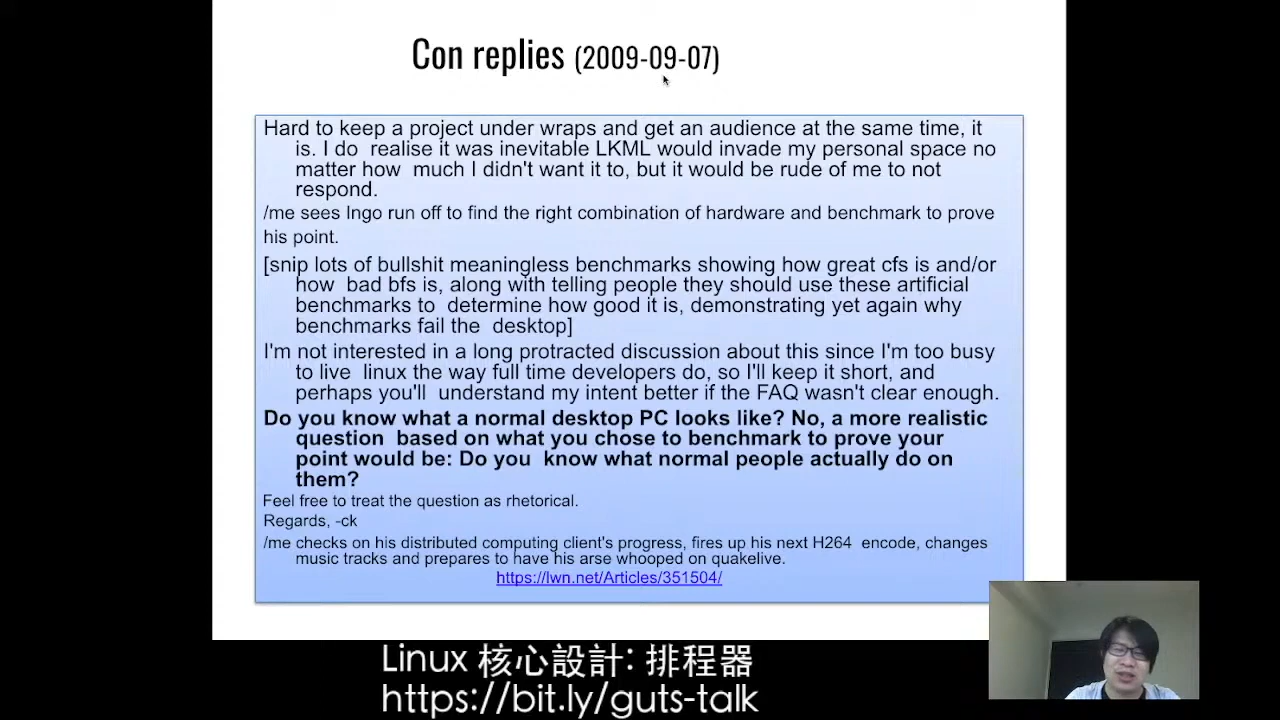 Con replies (2009-09-07)
Hard to keep a project under wraps and get an audience at the same time, it
is. I do realise it was inevitable LKML would invade my personal space no
matter how much I didn't want it to, but it would be rude of me to not
respond.
/me sees Ingo run off to find the right combination of hardware and benchmark to prove
his point.
[snip lots of bullshit meaningless benchmarks showing how great cfs is and/or
how bad bfs is, along with telling people they should use these artificial
benchmarks to determine how good it is, demonstrating yet again why
benchmarks fail the desktop]
I'm not interested in a long protracted discussion about this since I'm too busy
to live linux the way full time developers do, so I'll keep it short, and
perhaps you'll understand my intent better if the FAQ wasn't clear enough.
Do you know what a normal desktop PC looks like? No, a more realistic
question based on what you chose to benchmark to prove your
point would be: Do you know what normal people actually do on
them?
Feel free to treat the question as rhetorical.
Regards, -ck
/me checks on his distributed computing client's progress, fires up his next H264 encode, changes
music tracks and prepares to have his arse whooped on quakelive.
https://lwn.net/Articles/351504/
Linux 核心設計: 排程器
https://bit.ly/guts-talk